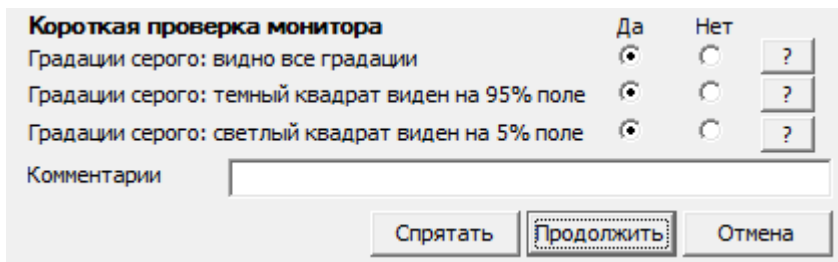 Короткая проверка монитора Да Нет
Градации серого: видно все градации ?
Градации серого: темный квадрат виден на 95% поле ?
Градации серого: светлый квадрат виден на 5% поле ?
Комментарии
Спрятать Продолжить Отмена